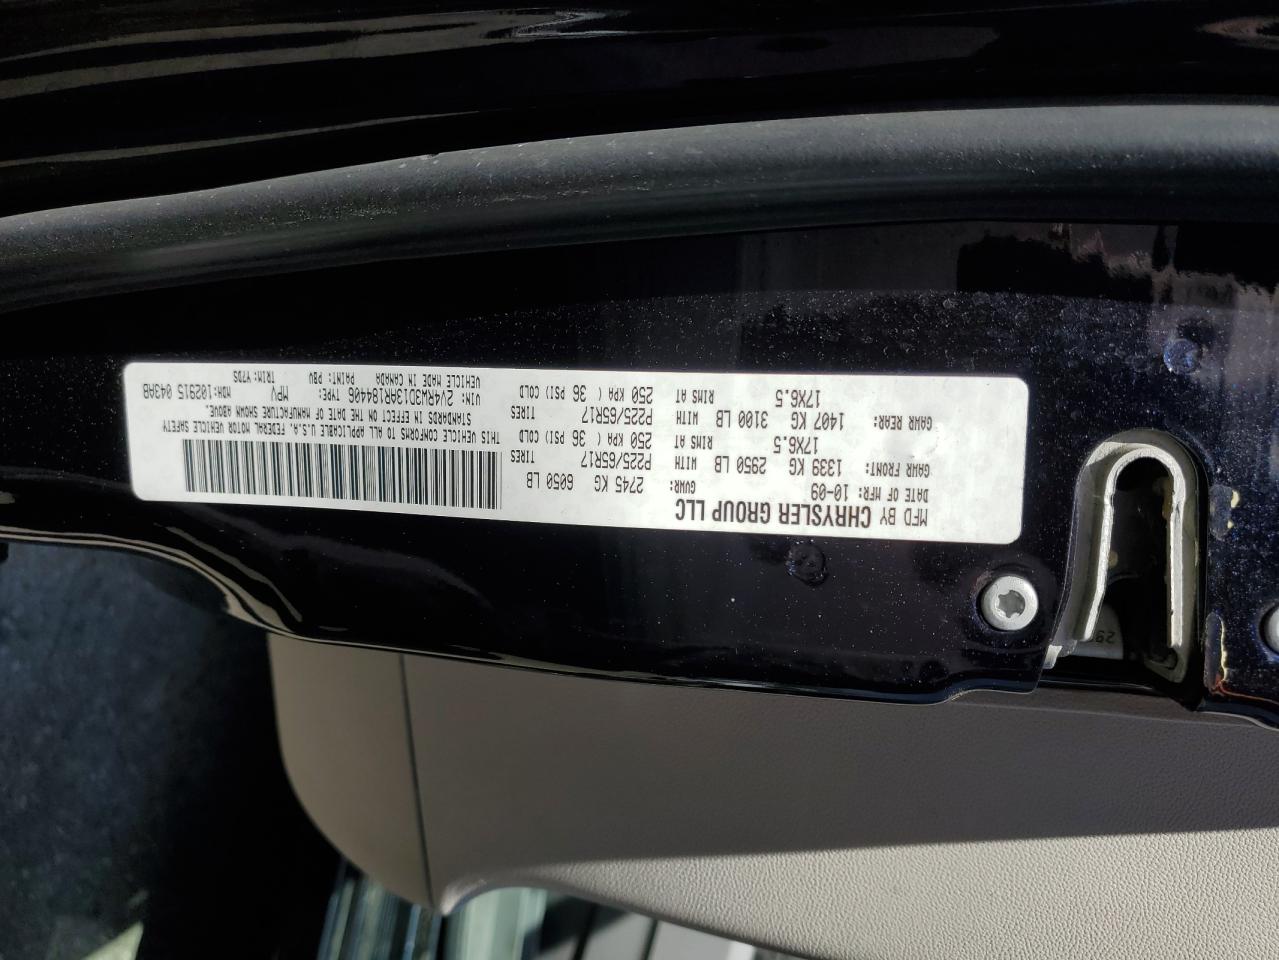 MFD BY CHRYSLER GROUP LLC
DATE OF MFR: 10-09 GVWR: 2745 KG 6050 LB
GAWR FRONT: 1339 KG 2950 LB WITH P225/65R17 TIRES
17X6.5 RIMS AT 250 KPA ( 36 PSI) COLD
GAWR REAR: 1407 KG 3100 LB WITH P225/65R17 TIRES
17X6.5 RIMS AT 250 KPA ( 36 PSI) COLD
THIS VEHICLE CONFORMS TO ALL APPLICABLE U.S.A. FEDERAL MOTOR VEHICLE SAFETY
STANDARDS IN EFFECT ON THE DATE OF MANUFACTURE SHOWN ABOVE.
VIN: 2V4RW3D13AR184406 TYPE: MPV MDH:102915 043AB
VEHICLE MADE IN CANADA PAINT: PBV TRIM: Y7DS